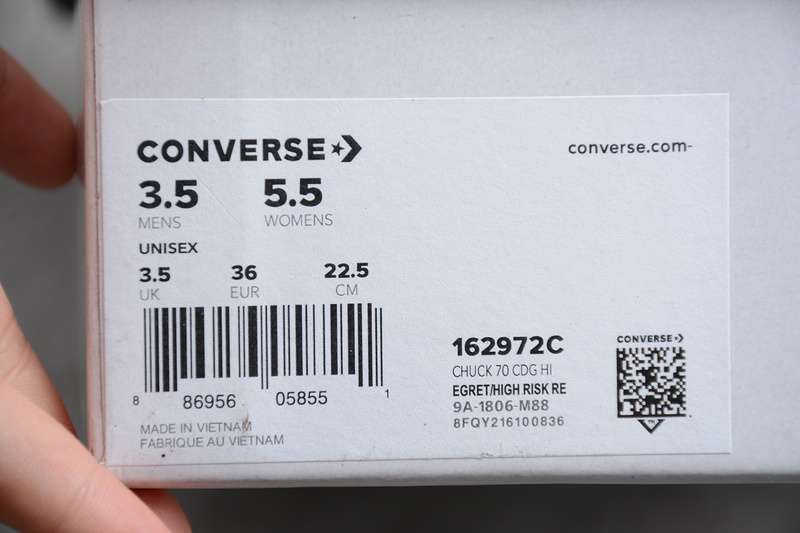 CONVERSE
converse.com-
3.5 5.5
MENS WOMENS
UNISEX
3.5 36 22.5
UK EUR CM
8 86956 05855 1
MADE IN VIETNAM
FABRIQUE AU VIETNAM
162972C
CHUCK 70 CDG HI
EGRET/HIGH RISK RE
9A-1806-M88
8FQY216100836
CONVERSE
TM